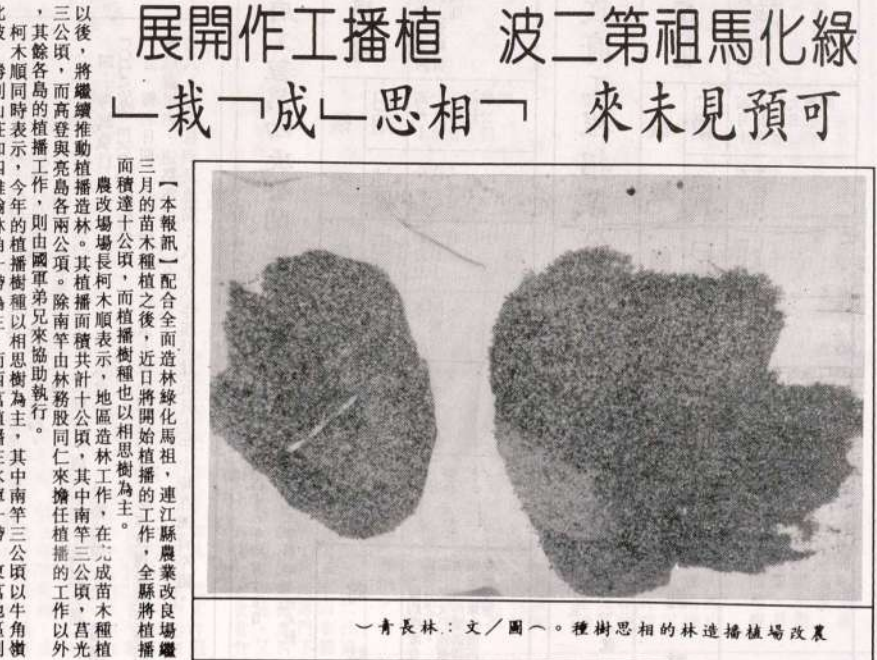 綠化馬祖第二波　植播工作開展
可預見未來　「相思」成「栽」
【本報訊】配合全面造林綠化馬祖，連江縣農業改良場繼
三月的苗木種植之後，近日將開始植播的工作，全縣將植播
面積達十公頃，而植播樹種也以相思樹為主。
農改場場長柯木順表示，地區造林工作，在完成苗木種植
以後，將繼續推動植播造林。其植播面積共計十公頃，其中南竿三公頃，莒光
三公頃，而高登與亮島各兩公項。除南竿由林務股同仁來擔任植播的工作以外
，其餘各島的植播工作，則由國軍弟兄來協助執行。
柯木順同時表示，今年的植播樹種以相思樹為主，其中南竿三公頃以牛角嶺
農改場植播造林的相思樹種。（圖／文：林長青）